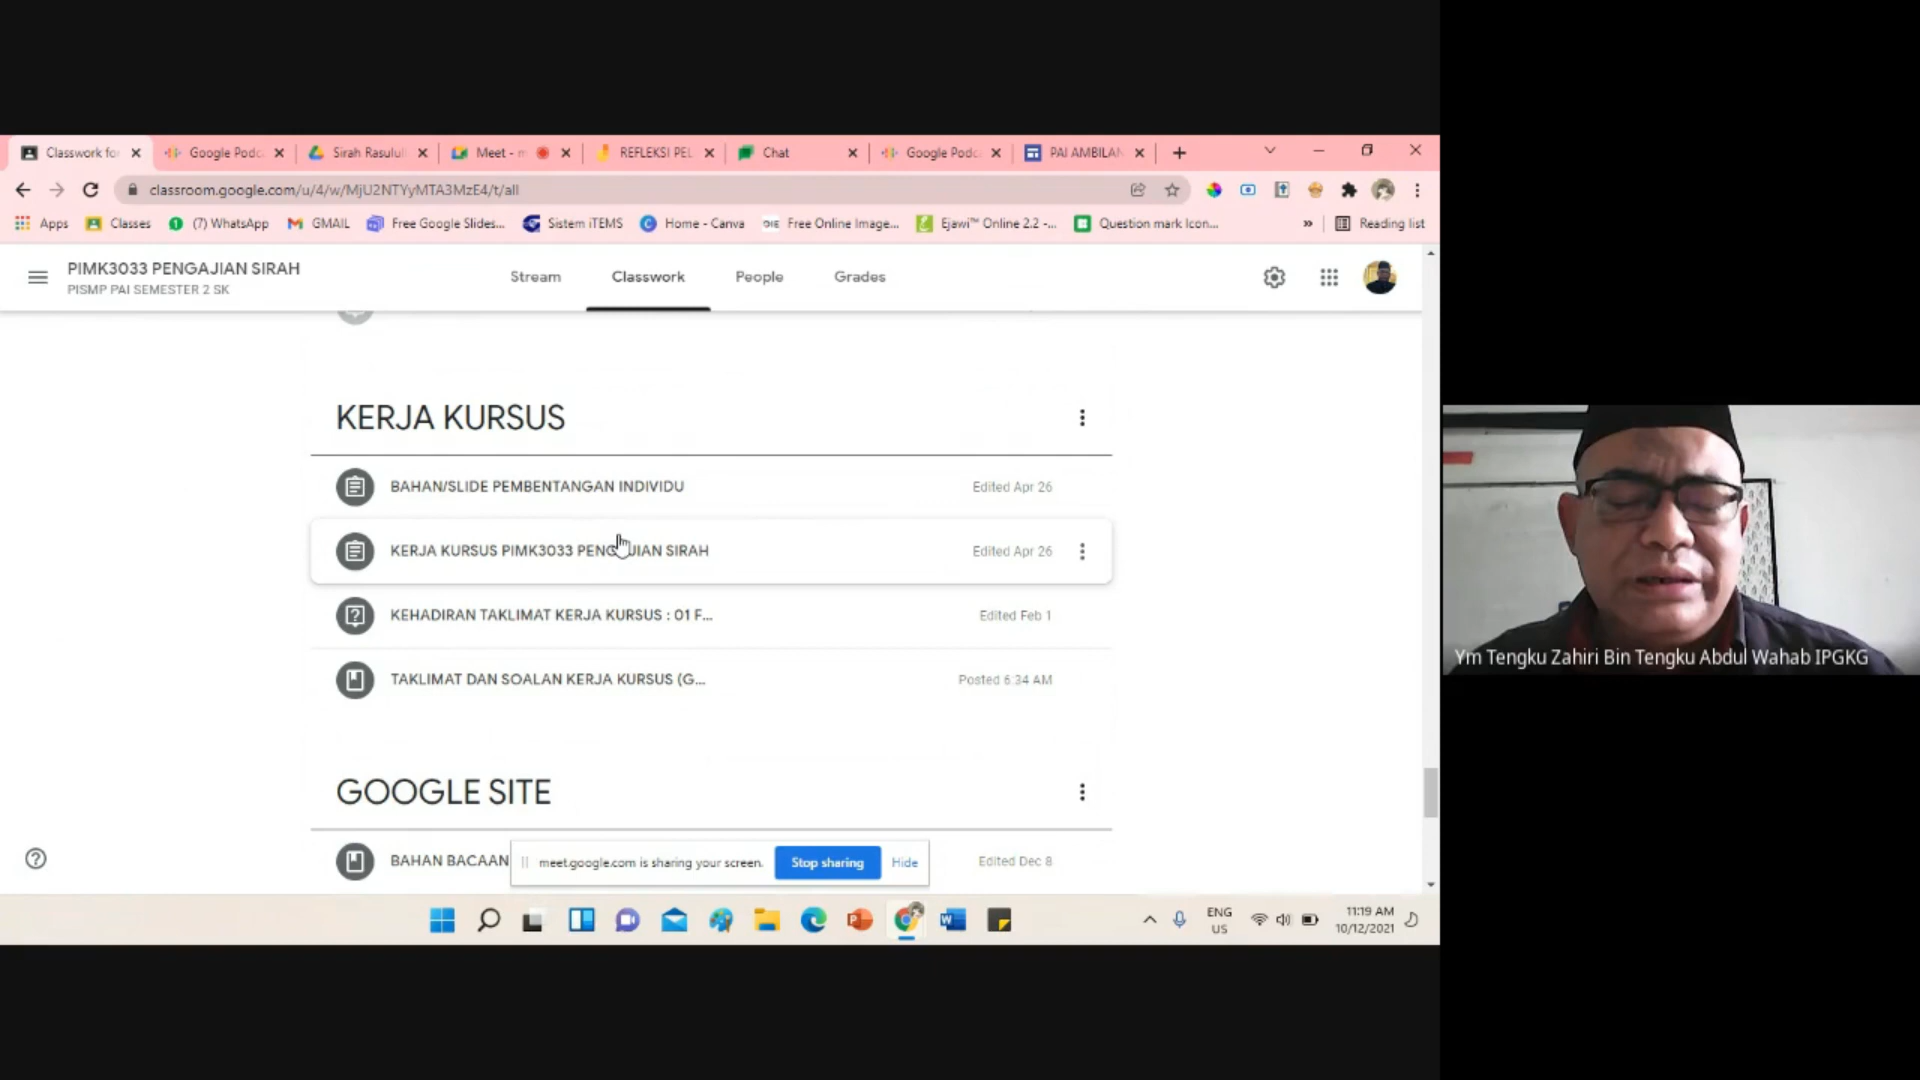 Classwork for
Google Podc
Sirah Rasulul
Meet - m
REFLEKSI PEL
Chat
Google Podc
PAI AMBILAN
classroom.google.com/u/4/w/MjU2NTYyMTA3MzE4/t/all
Apps
Classes
(7) WhatsApp
GMAIL
Free Google Slides...
Sistem iTEMS
Home - Canva
OIE
Free Online Image...
Ejawi™ Online 2.2 -...
Question mark Icon...
»
Reading list
PIMK3033 PENGAJIAN SIRAH
PISMP PAI SEMESTER 2 SK
Stream
Classwork
People
Grades
KERJA KURSUS
BAHAN/SLIDE PEMBENTANGAN INDIVIDU
Edited Apr 26
KERJA KURSUS PIMK3033 PENGAJIAN SIRAH
Edited Apr 26
KEHADIRAN TAKLIMAT KERJA KURSUS : 01 F...
Edited Feb 1
TAKLIMAT DAN SOALAN KERJA KURSUS (G...
Posted 6:34 AM
GOOGLE SITE
BAHAN BACAAN
Edited Dec 8
meet.google.com is sharing your screen.
Stop sharing
Hide
ENG
US
11:19 AM
10/12/2021
Ym Tengku Zahiri Bin Tengku Abdul Wahab IPGKG